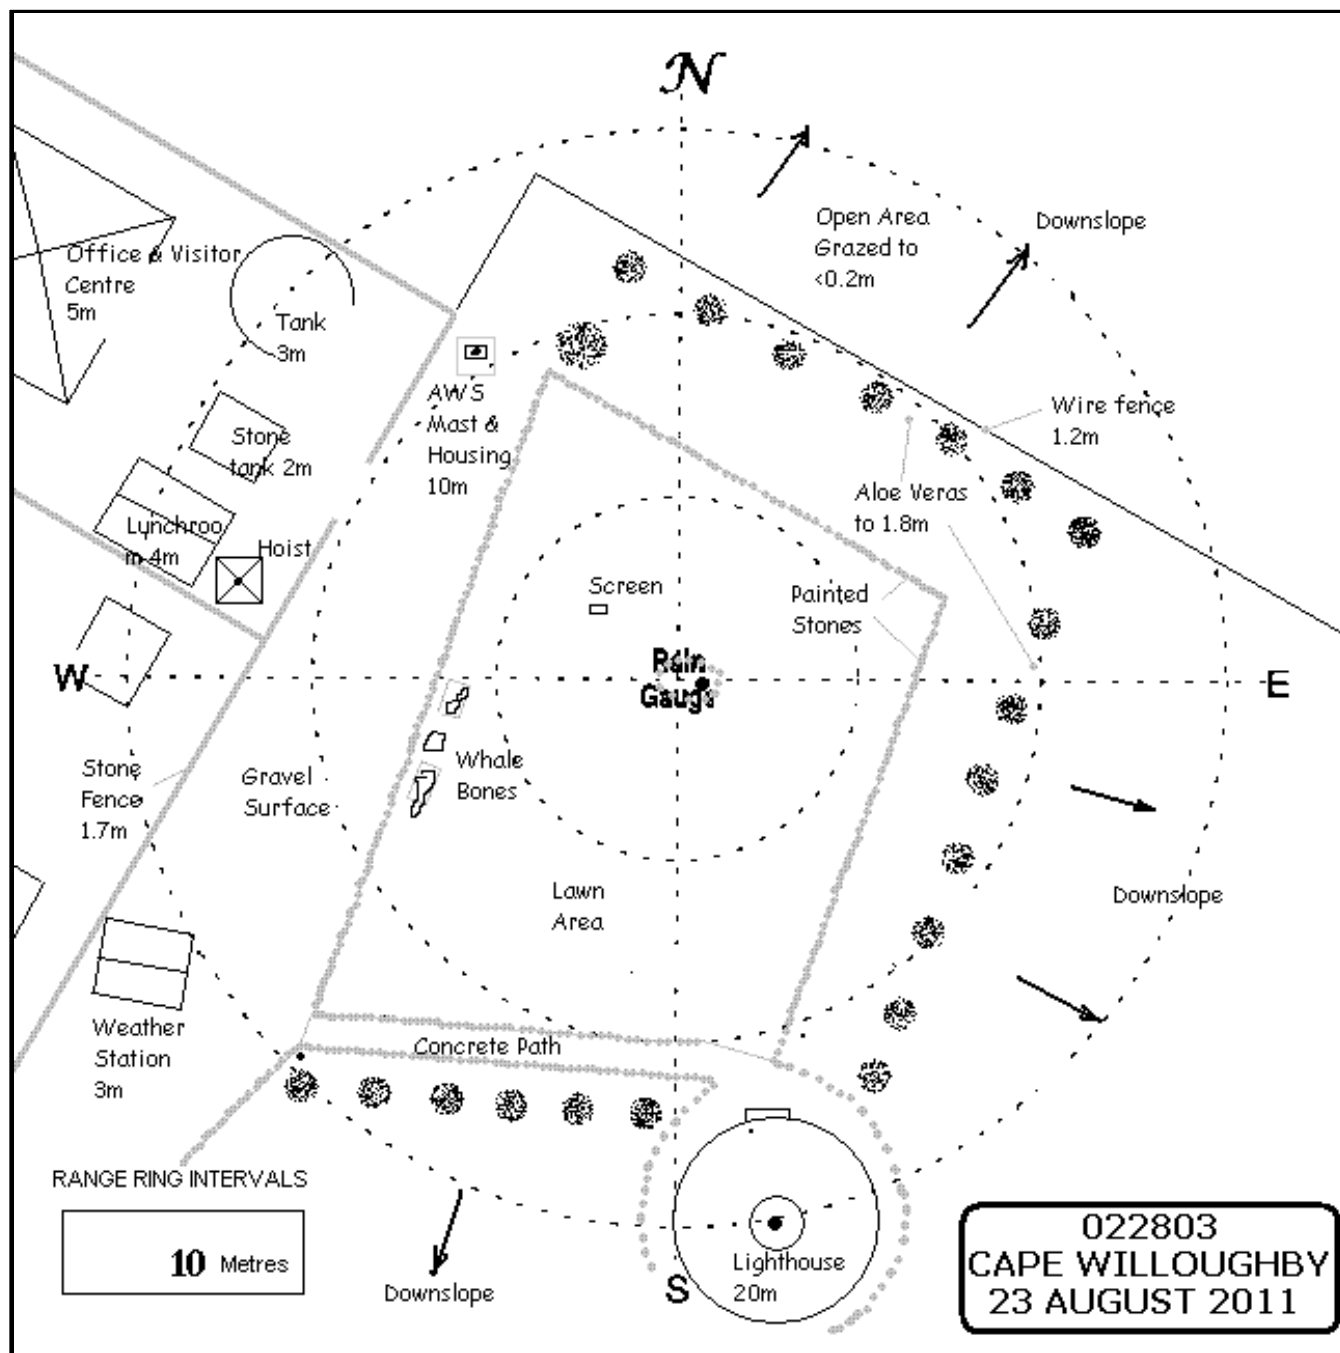 N
Open Area
Grazed to
<0.2m
Downslope
Office & Visitor
Centre
5m
Tank
3m
AWS
Mast &
Housing
10m
Wire fence
1.2m
Stone
tank 2m
Aloe Veras
to 1.8m
Lunchroo
m 4m
Hoist
Screen
Painted
Stones
Rain
Gauge
W
E
Stone
Fence
1.7m
Gravel
Surface
Whale
Bones
Lawn
Area
Downslope
Weather
Station
3m
Concrete Path
RANGE RING INTERVALS
10 Metres
Downslope
Lighthouse
20m
S
022803
CAPE WILLOUGHBY
23 AUGUST 2011